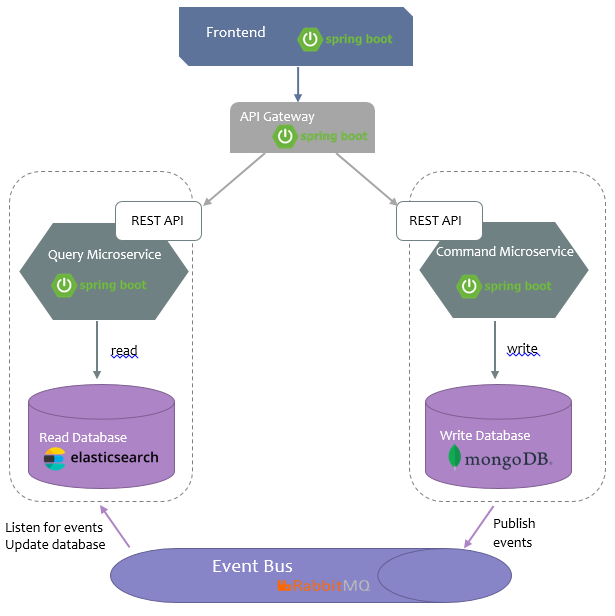 Frontend
spring boot
API Gateway
spring boot
REST API
REST API
Query Microservice
spring boot
Command Microservice
spring boot
read
write
Read Database
elasticsearch
Write Database
mongoDB®
Listen for events
Update database
Publish
events
Event Bus
RabbitMQ